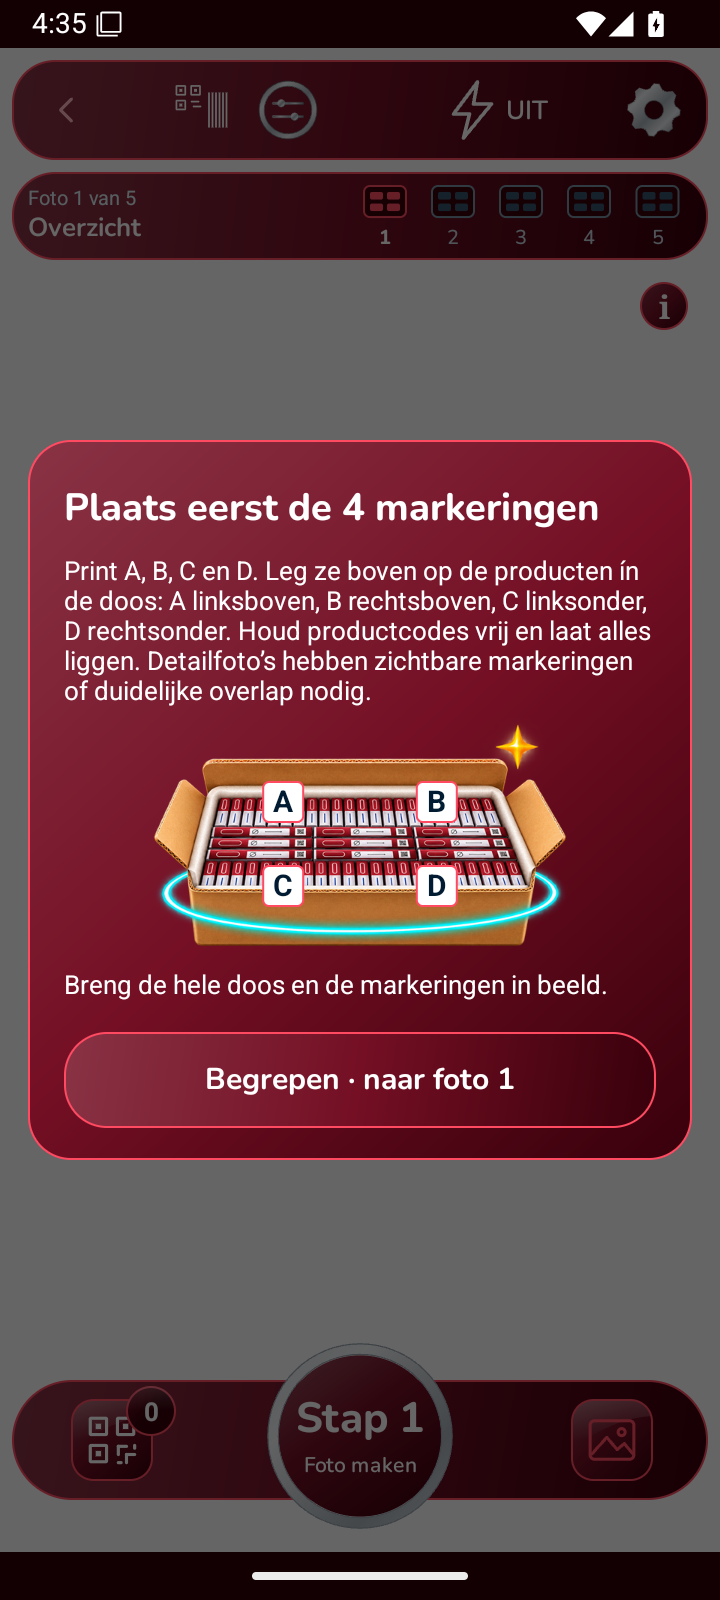 4:35
UIT
Foto 1 van 5
Overzicht
1 2 3 4 5
i
Plaats eerst de 4 markeringen
Print A, B, C en D. Leg ze boven op de producten ín
de doos: A linksboven, B rechtsboven, C linksonder,
D rechtsonder. Houd productcodes vrij en laat alles
liggen. Detailfoto’s hebben zichtbare markeringen
of duidelijke overlap nodig.
A B
C D
Breng de hele doos en de markeringen in beeld.
Begrepen · naar foto 1
0
Stap 1
Foto maken